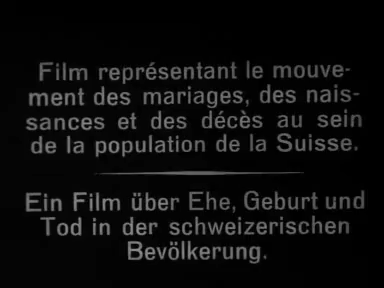 Film représentant le mouve-
ment des mariages, des nais-
sances et des décès au sein
de la population de la Suisse.
Ein Film über Ehe, Geburt und
Tod in der schweizerischen
Bevölkerung.